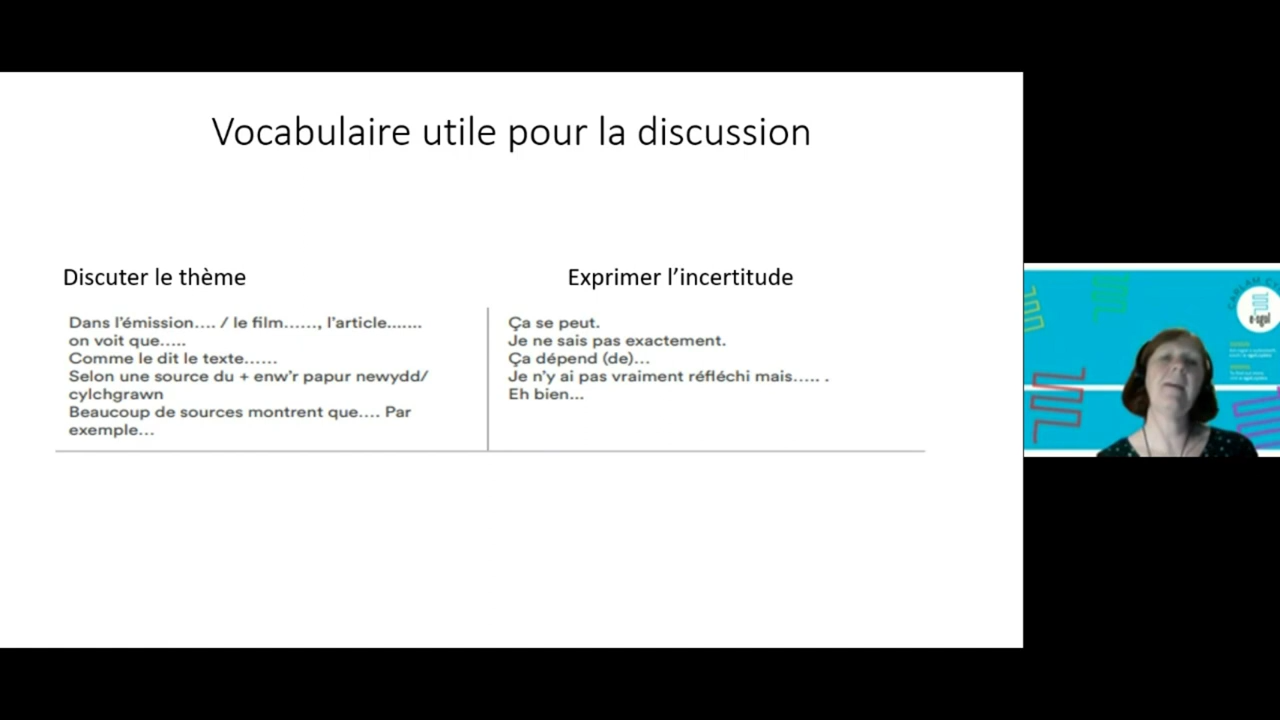 Vocabulaire utile pour la discussion
Discuter le thème
Dans l'émission.... / le film......, l'article.......
on voit que.....
Comme le dit le texte......
Selon une source du + enw'r papur newydd/
cylchgrawn
Beaucoup de sources montrent que.... Par
exemple...
Exprimer l’incertitude
Ça se peut.
Je ne sais pas exactement.
Ça dépend (de)...
Je n'y ai pas vraiment réfléchi mais..... .
Eh bien...
e-sgol